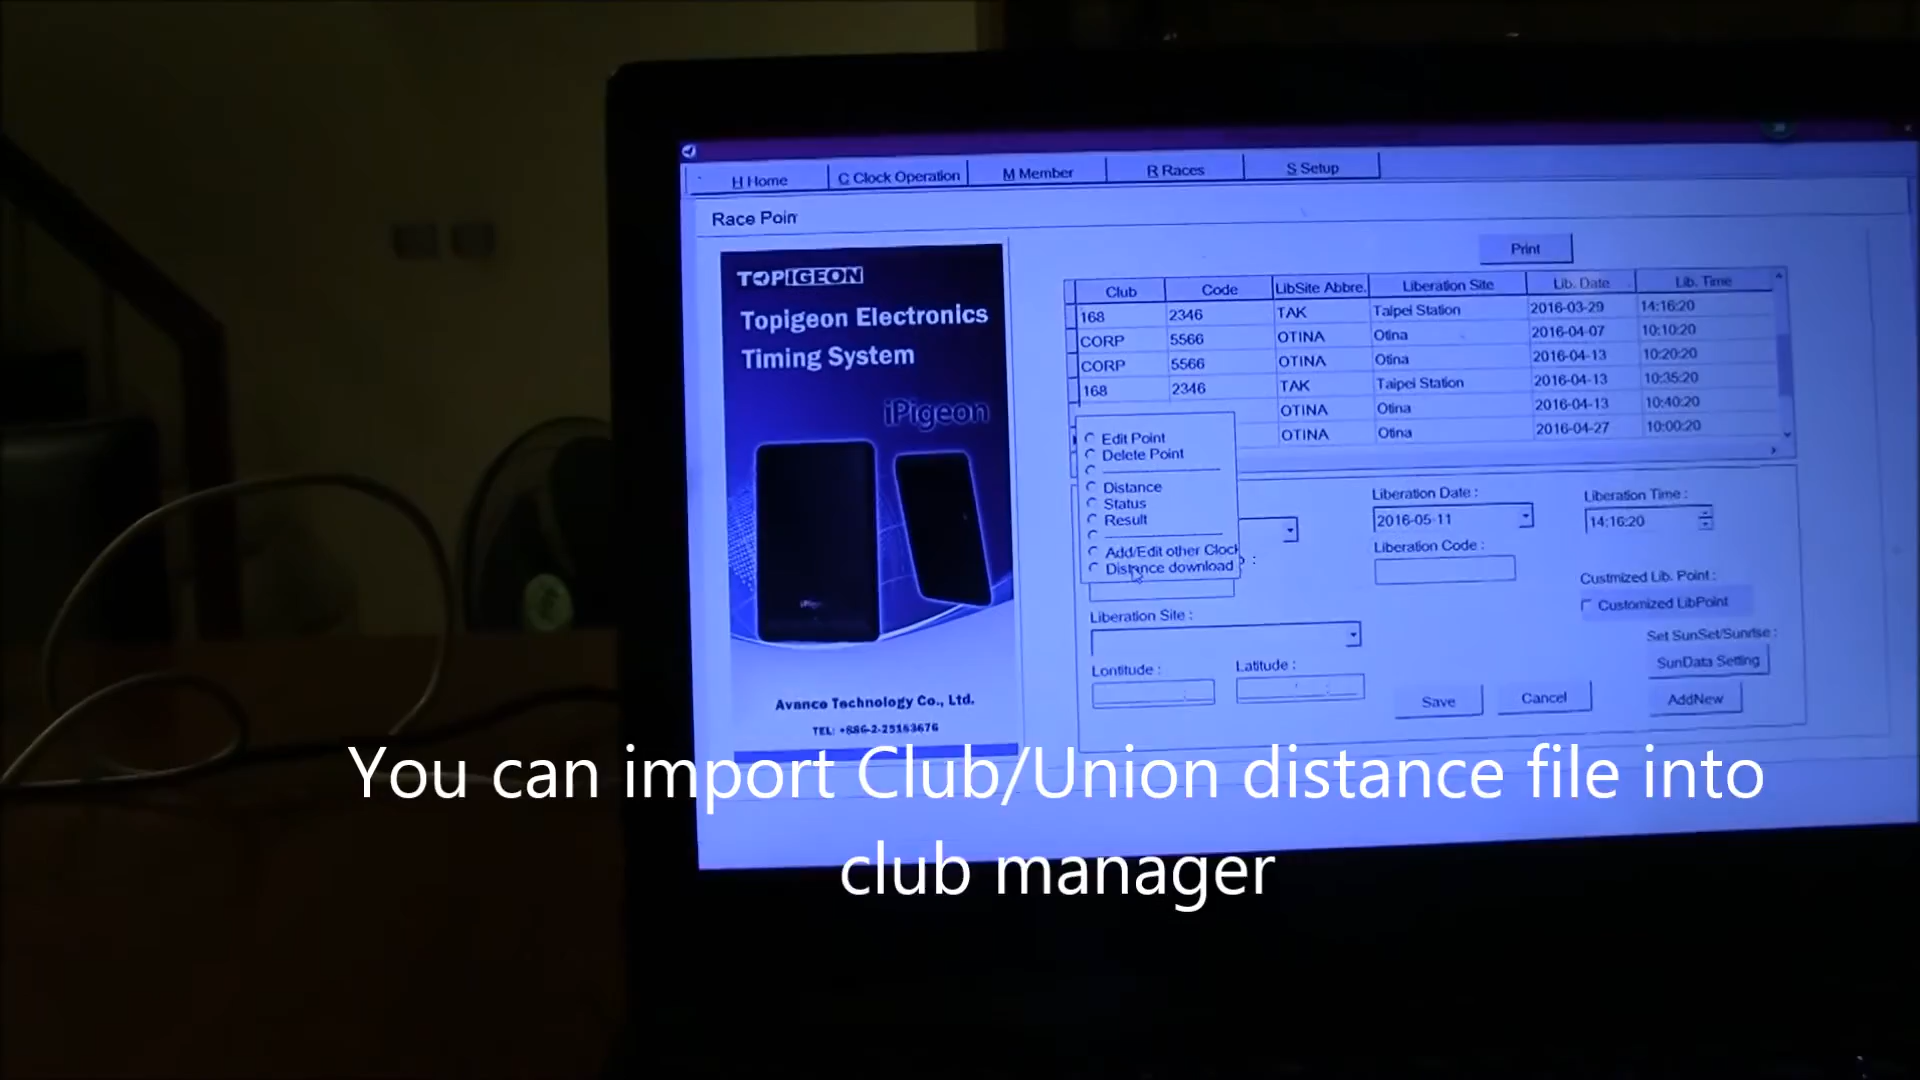 H Home C Clock Operation M Member R Races S Setup
Race Poin
TOPIGEON
Topigeon Electronics
Timing System
iPigeon
Avanco Technology Co., Ltd.
TEL: +886-2-25163676
Print
Club Code LibSite Abbre. Liberation Site Lib. Date Lib. Time
168 2346 TAK Taipei Station 2016-03-29 14:16:20
CORP 5566 OTINA Otina 2016-04-07 10:10:20
CORP 5566 OTINA Otina 2016-04-13 10:20:20
168 2346 TAK Taipei Station 2016-04-13 10:35:20
OTINA Otina 2016-04-13 10:40:20
OTINA Otina 2016-04-27 10:00:20
Edit Point
Delete Point
Distance
Status
Result
Add/Edit other Clock
Distance download
Liberation Date :
2016-05-11
Liberation Time :
14:16:20
Liberation Code :
Custmized Lib. Point :
Customized LibPoint
Liberation Site :
Set SunSet/Sunrise :
SunData Setting
Lontitude :
Latitude :
Save Cancel AddNew
You can import Club/Union distance file into
club manager